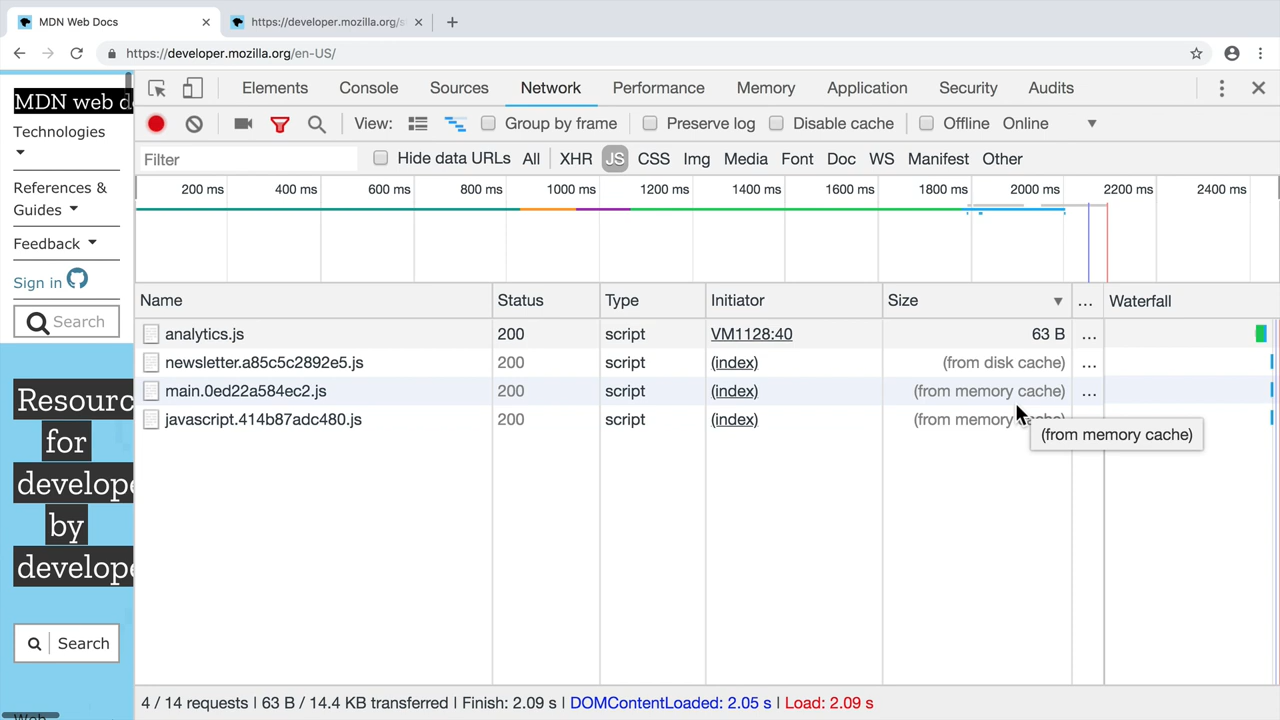 MDN Web Docs
https://developer.mozilla.org/s
https://developer.mozilla.org/en-US/
MDN web d
Technologies
References &
Guides
Feedback
Sign in
Search
Resourc
for
develope
by
develope
Search
Web
Elements Console Sources Network Performance Memory Application Security Audits
View: Group by frame Preserve log Disable cache Offline Online
Filter Hide data URLs All XHR JS CSS Img Media Font Doc WS Manifest Other
200 ms 400 ms 600 ms 800 ms 1000 ms 1200 ms 1400 ms 1600 ms 1800 ms 2000 ms 2200 ms 2400 ms
Name Status Type Initiator Size ... Waterfall
analytics.js 200 script VM1128:40 63 B ...
newsletter.a85c5c2892e5.js 200 script (index) (from disk cache) ...
main.0ed22a584ec2.js 200 script (index) (from memory cache) ...
javascript.414b87adc480.js 200 script (index) (from memory cache)
(from memory cache)
4 / 14 requests | 63 B / 14.4 KB transferred | Finish: 2.09 s | DOMContentLoaded: 2.05 s | Load: 2.09 s